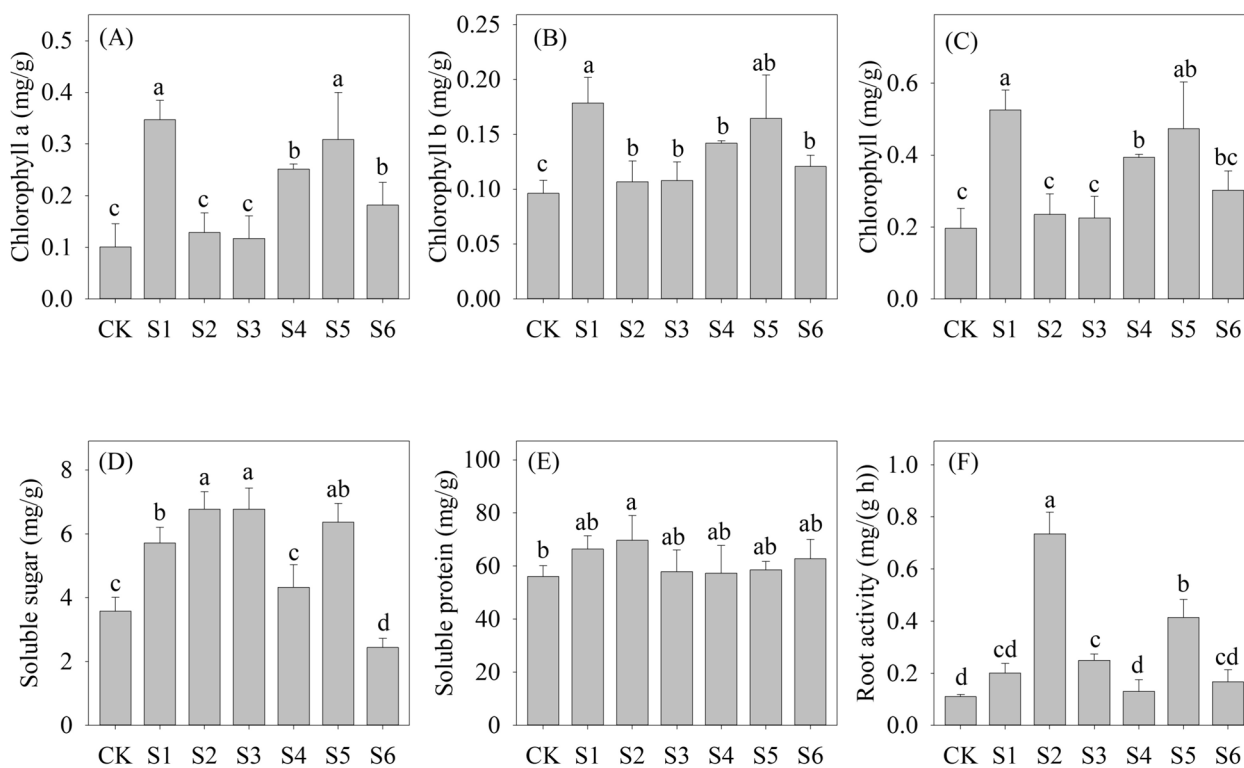 (A)
Chlorophyll a (mg/g)
0.5
0.4
0.3
0.2
0.1
0.0
c
a
c
c
b
a
b
CK S1 S2 S3 S4 S5 S6
(B)
Chlorophyll b (mg/g)
0.25
0.20
0.15
0.10
0.05
0.00
c
a
b
b
b
ab
b
CK S1 S2 S3 S4 S5 S6
(C)
Chlorophyll (mg/g)
0.6
0.4
0.2
0.0
c
a
c
c
b
ab
bc
CK S1 S2 S3 S4 S5 S6
(D)
Soluble sugar (mg/g)
8
6
4
2
0
c
b
a
a
c
ab
d
CK S1 S2 S3 S4 S5 S6
(E)
Soluble protein (mg/g)
100
80
60
40
20
0
b
ab
a
ab
ab
ab
ab
CK S1 S2 S3 S4 S5 S6
(F)
Root activity (mg/(g h))
1.0
0.8
0.6
0.4
0.2
0.0
d
cd
a
c
d
b
cd
CK S1 S2 S3 S4 S5 S6